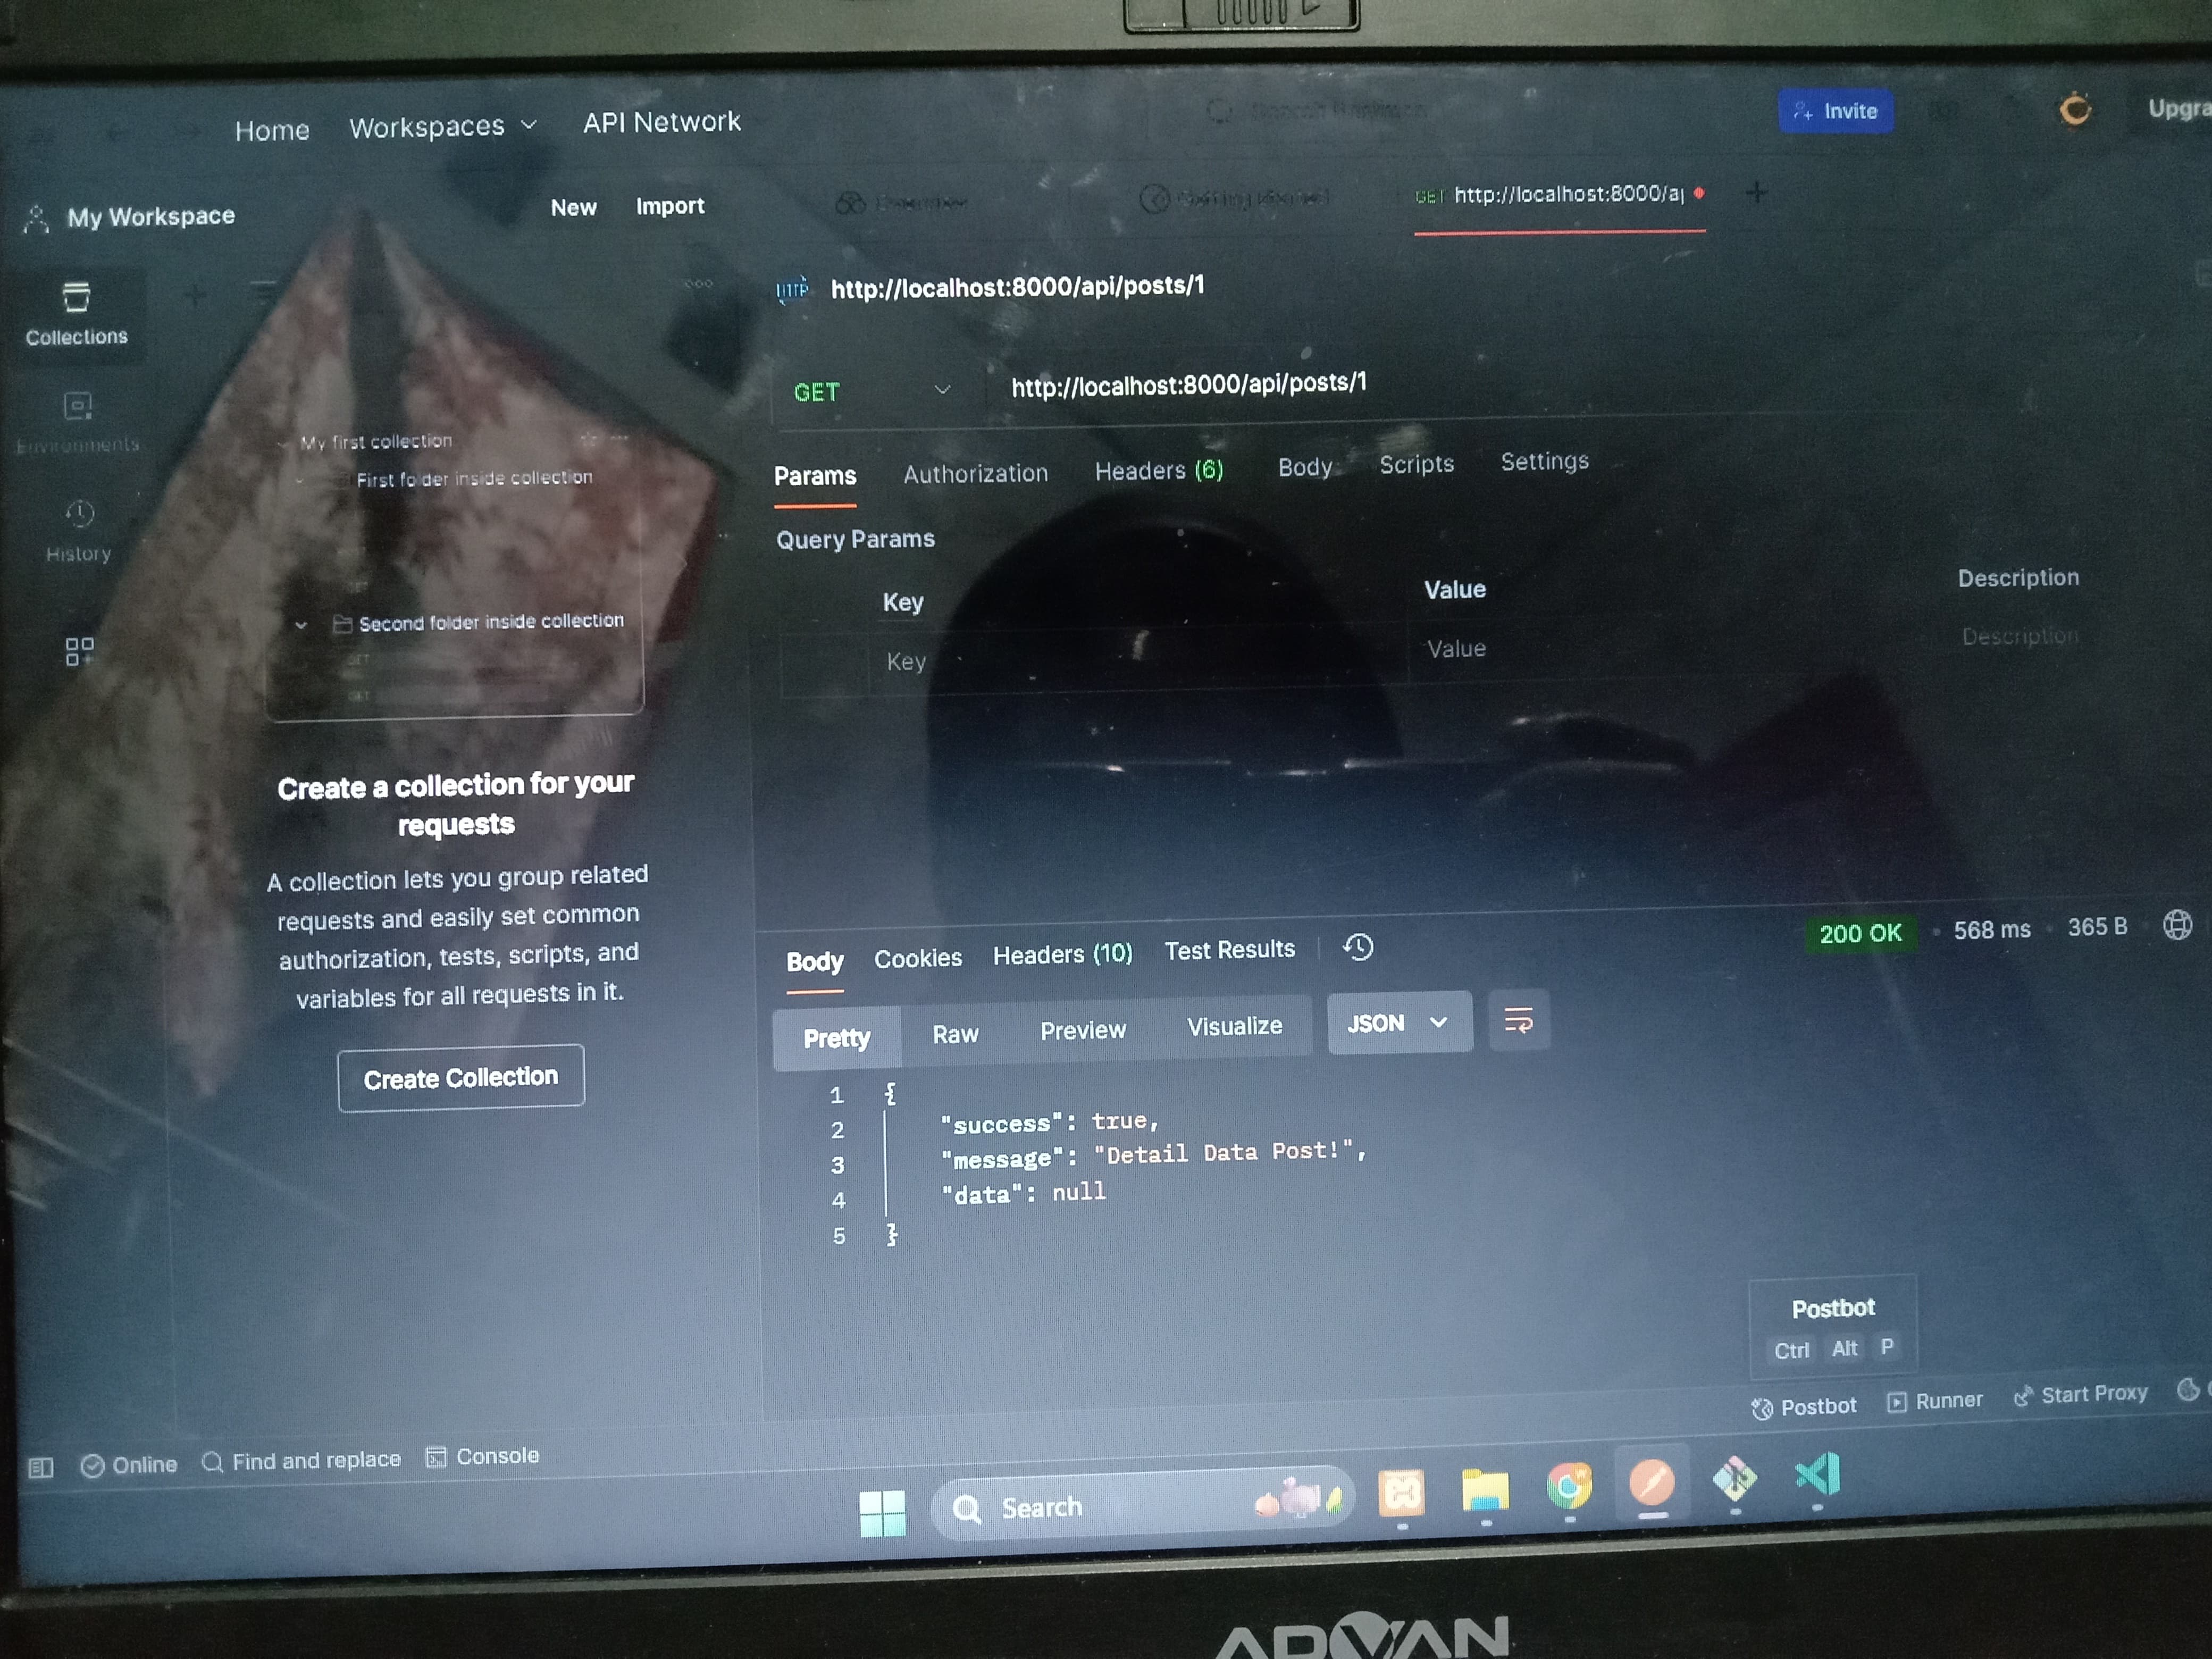 Home Workspaces API Network
Invite
Upgra
My Workspace
New Import
GET http://localhost:8000/ap
Collections
http://localhost:8000/api/posts/1
GET http://localhost:8000/api/posts/1
Environments
My first collection
First folder inside collection
Params Authorization Headers (6) Body Scripts Settings
History
Query Params
Key Value Description
Key Value Description
Second folder inside collection
GET
GET
Create a collection for your
requests
A collection lets you group related
requests and easily set common
authorization, tests, scripts, and
variables for all requests in it.
Create Collection
Body Cookies Headers (10) Test Results
200 OK • 568 ms • 365 B
Pretty Raw Preview Visualize JSON
1 {
2 "success": true,
3 "message": "Detail Data Post!",
4 "data": null
5 }
Postbot
Ctrl Alt P
Postbot Runner Start Proxy
Online Find and replace Console
Search
ADVAN